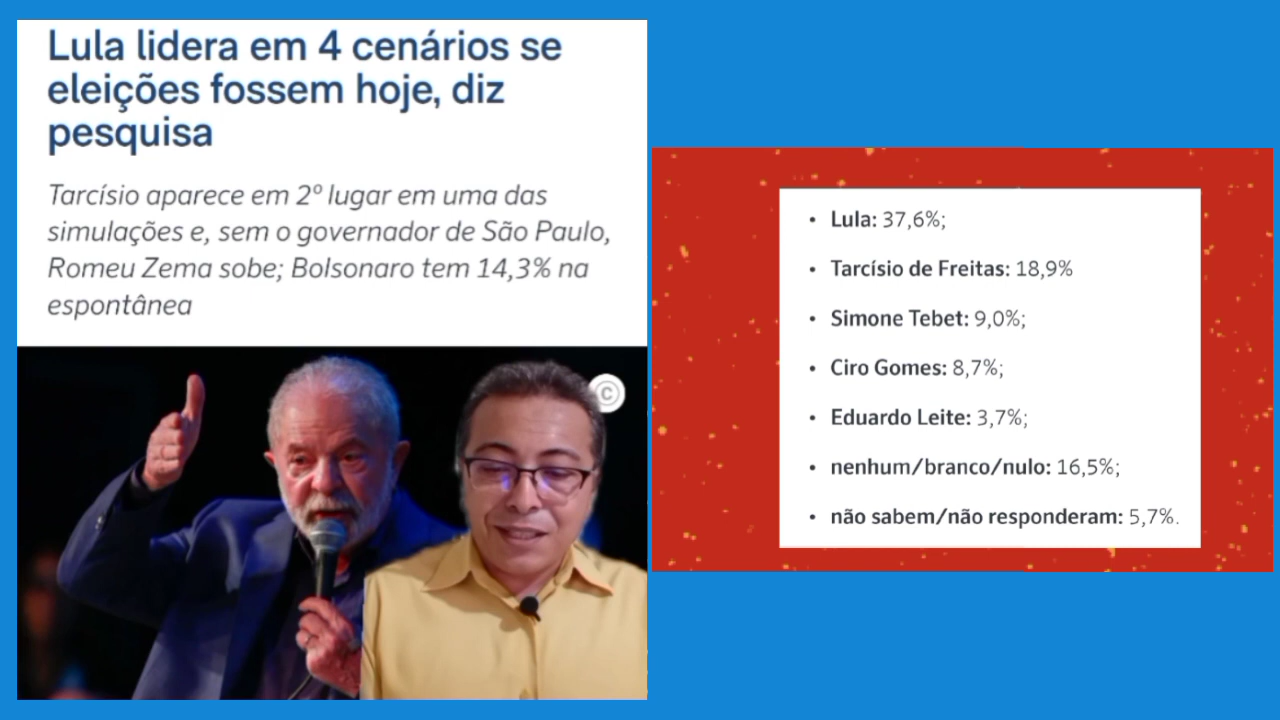 Lula lidera em 4 cenários se
eleições fossem hoje, diz
pesquisa
Tarcísio aparece em 2º lugar em uma das
simulações e, sem o governador de São Paulo,
Romeu Zema sobe; Bolsonaro tem 14,3% na
espontânea
©
• Lula: 37,6%;
• Tarcísio de Freitas: 18,9%
• Simone Tebet: 9,0%;
• Ciro Gomes: 8,7%;
• Eduardo Leite: 3,7%;
• nenhum/branco/nulo: 16,5%;
• não sabem/não responderam: 5,7%.